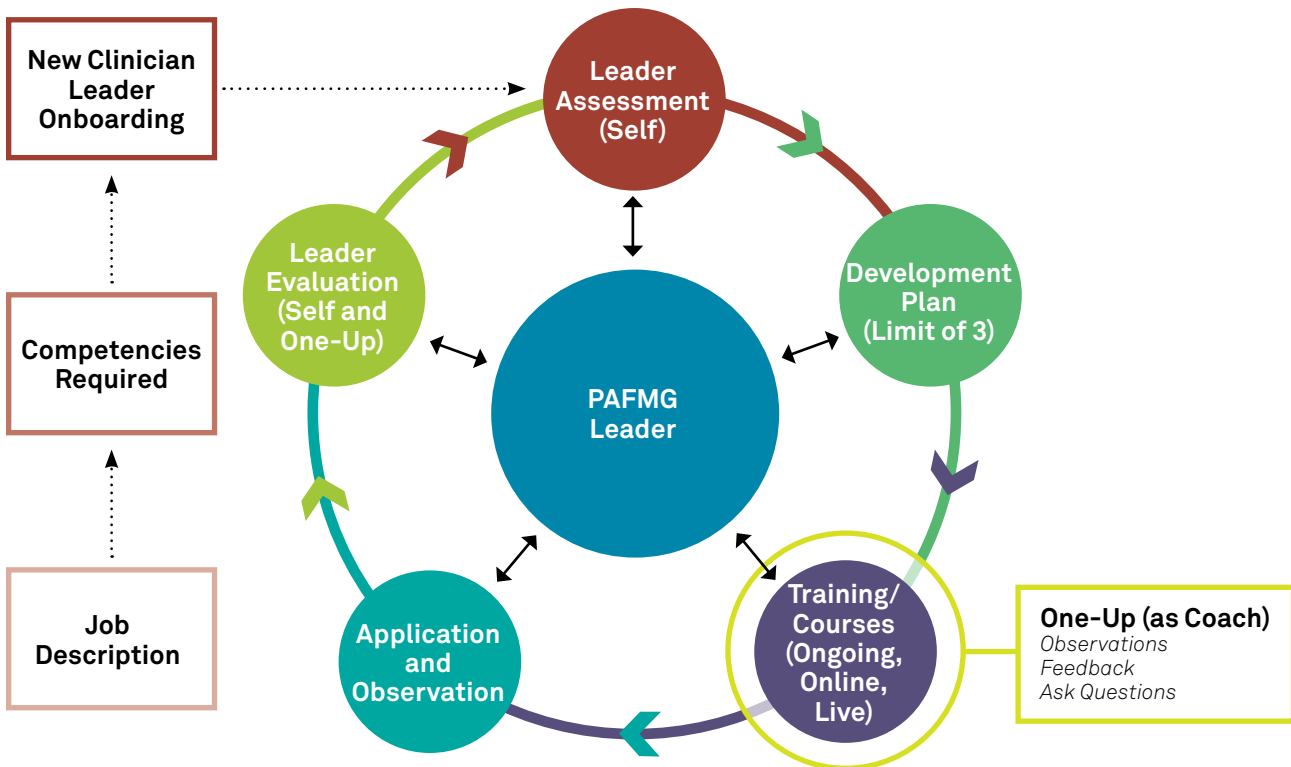 New Clinician
Leader
Onboarding
Competencies
Required
Job
Description
Leader
Assessment
(Self)
Development
Plan
(Limit of 3)
Training/
Courses
(Ongoing,
Online,
Live)
Application
and
Observation
Leader
Evaluation
(Self and
One-Up)
PAFMG
Leader
One-Up (as Coach)
Observations
Feedback
Ask Questions